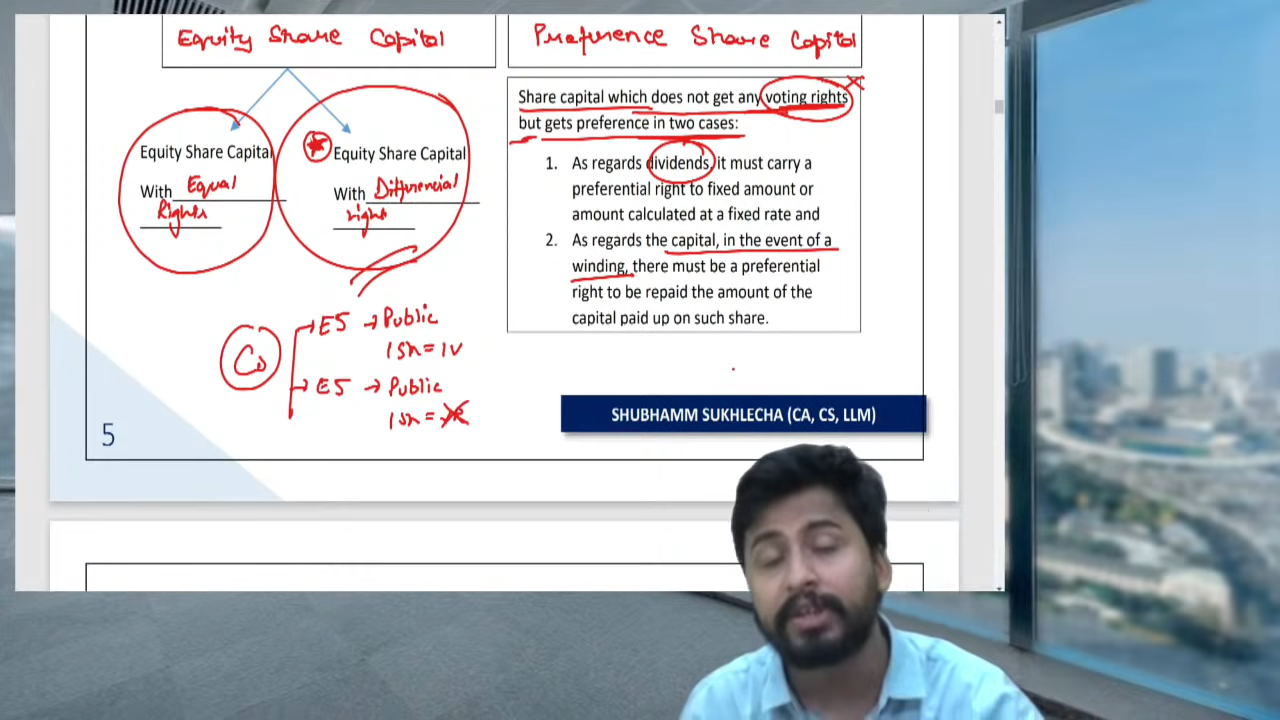 Equity Share Capital
Preference Share Capital
Equity Share Capital
With Equal
Rights
Equity Share Capital
With Differencial
right
Co
ES → Public
1 Sh = 1V
ES → Public
1 Sh =
Share capital which does not get any voting rights
but gets preference in two cases:
1. As regards dividends, it must carry a
preferential right to fixed amount or
amount calculated at a fixed rate and
2. As regards the capital, in the event of a
winding, there must be a preferential
right to be repaid the amount of the
capital paid up on such share.
5
SHUBHAMM SUKHLECHA (CA, CS, LLM)